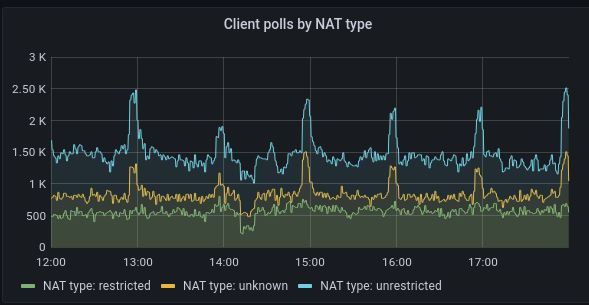 Client polls by NAT type
3 K
2.50 K
2 K
1.50 K
1 K
500
0
12:00 13:00 14:00 15:00 16:00 17:00
NAT type: restricted NAT type: unknown NAT type: unrestricted